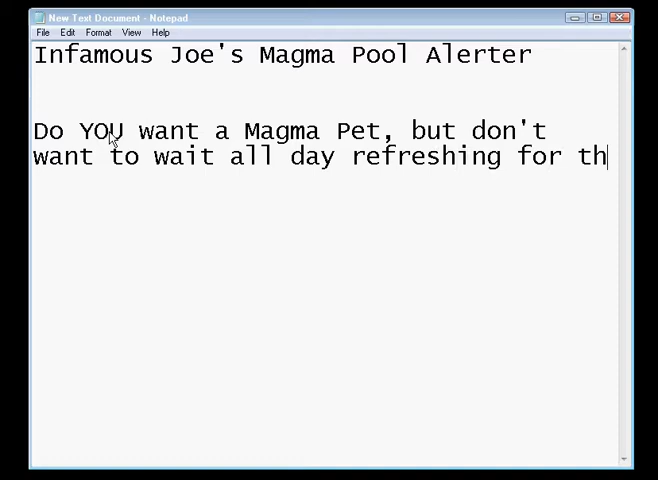 New Text Document - Notepad
File Edit Format View Help
Infamous Joe's Magma Pool Alerter
Do YOU want a Magma Pet, but don't
want to wait all day refreshing for th